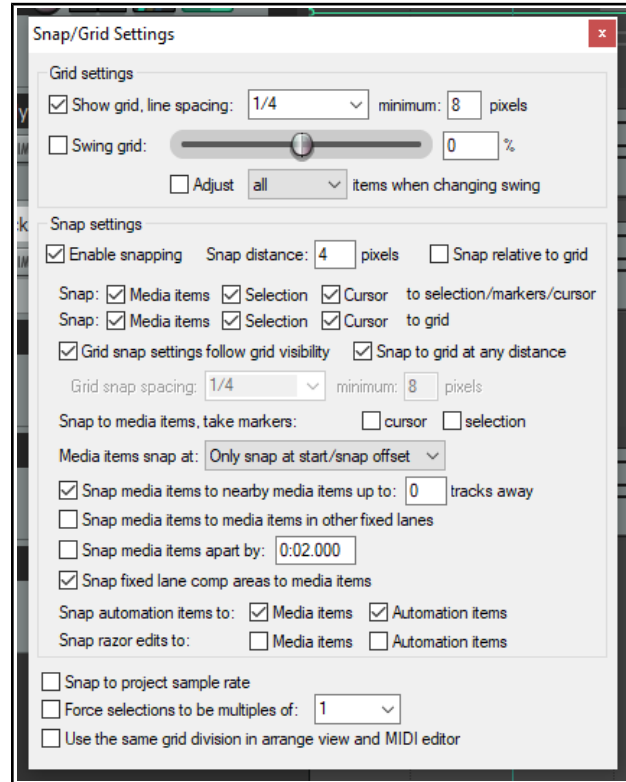 Snap/Grid Settings
x
Grid settings
Show grid, line spacing: 1/4 minimum: 8 pixels
Swing grid: 0 %
Adjust all items when changing swing
Snap settings
Enable snapping Snap distance: 4 pixels Snap relative to grid
Snap: Media items Selection Cursor to selection/markers/cursor
Snap: Media items Selection Cursor to grid
Grid snap settings follow grid visibility Snap to grid at any distance
Grid snap spacing: 1/4 minimum: 8 pixels
Snap to media items, take markers: cursor selection
Media items snap at: Only snap at start/snap offset
Snap media items to nearby media items up to: 0 tracks away
Snap media items to media items in other fixed lanes
Snap media items apart by: 0:02.000
Snap fixed lane comp areas to media items
Snap automation items to: Media items Automation items
Snap razor edits to: Media items Automation items
Snap to project sample rate
Force selections to be multiples of: 1
Use the same grid division in arrange view and MIDI editor